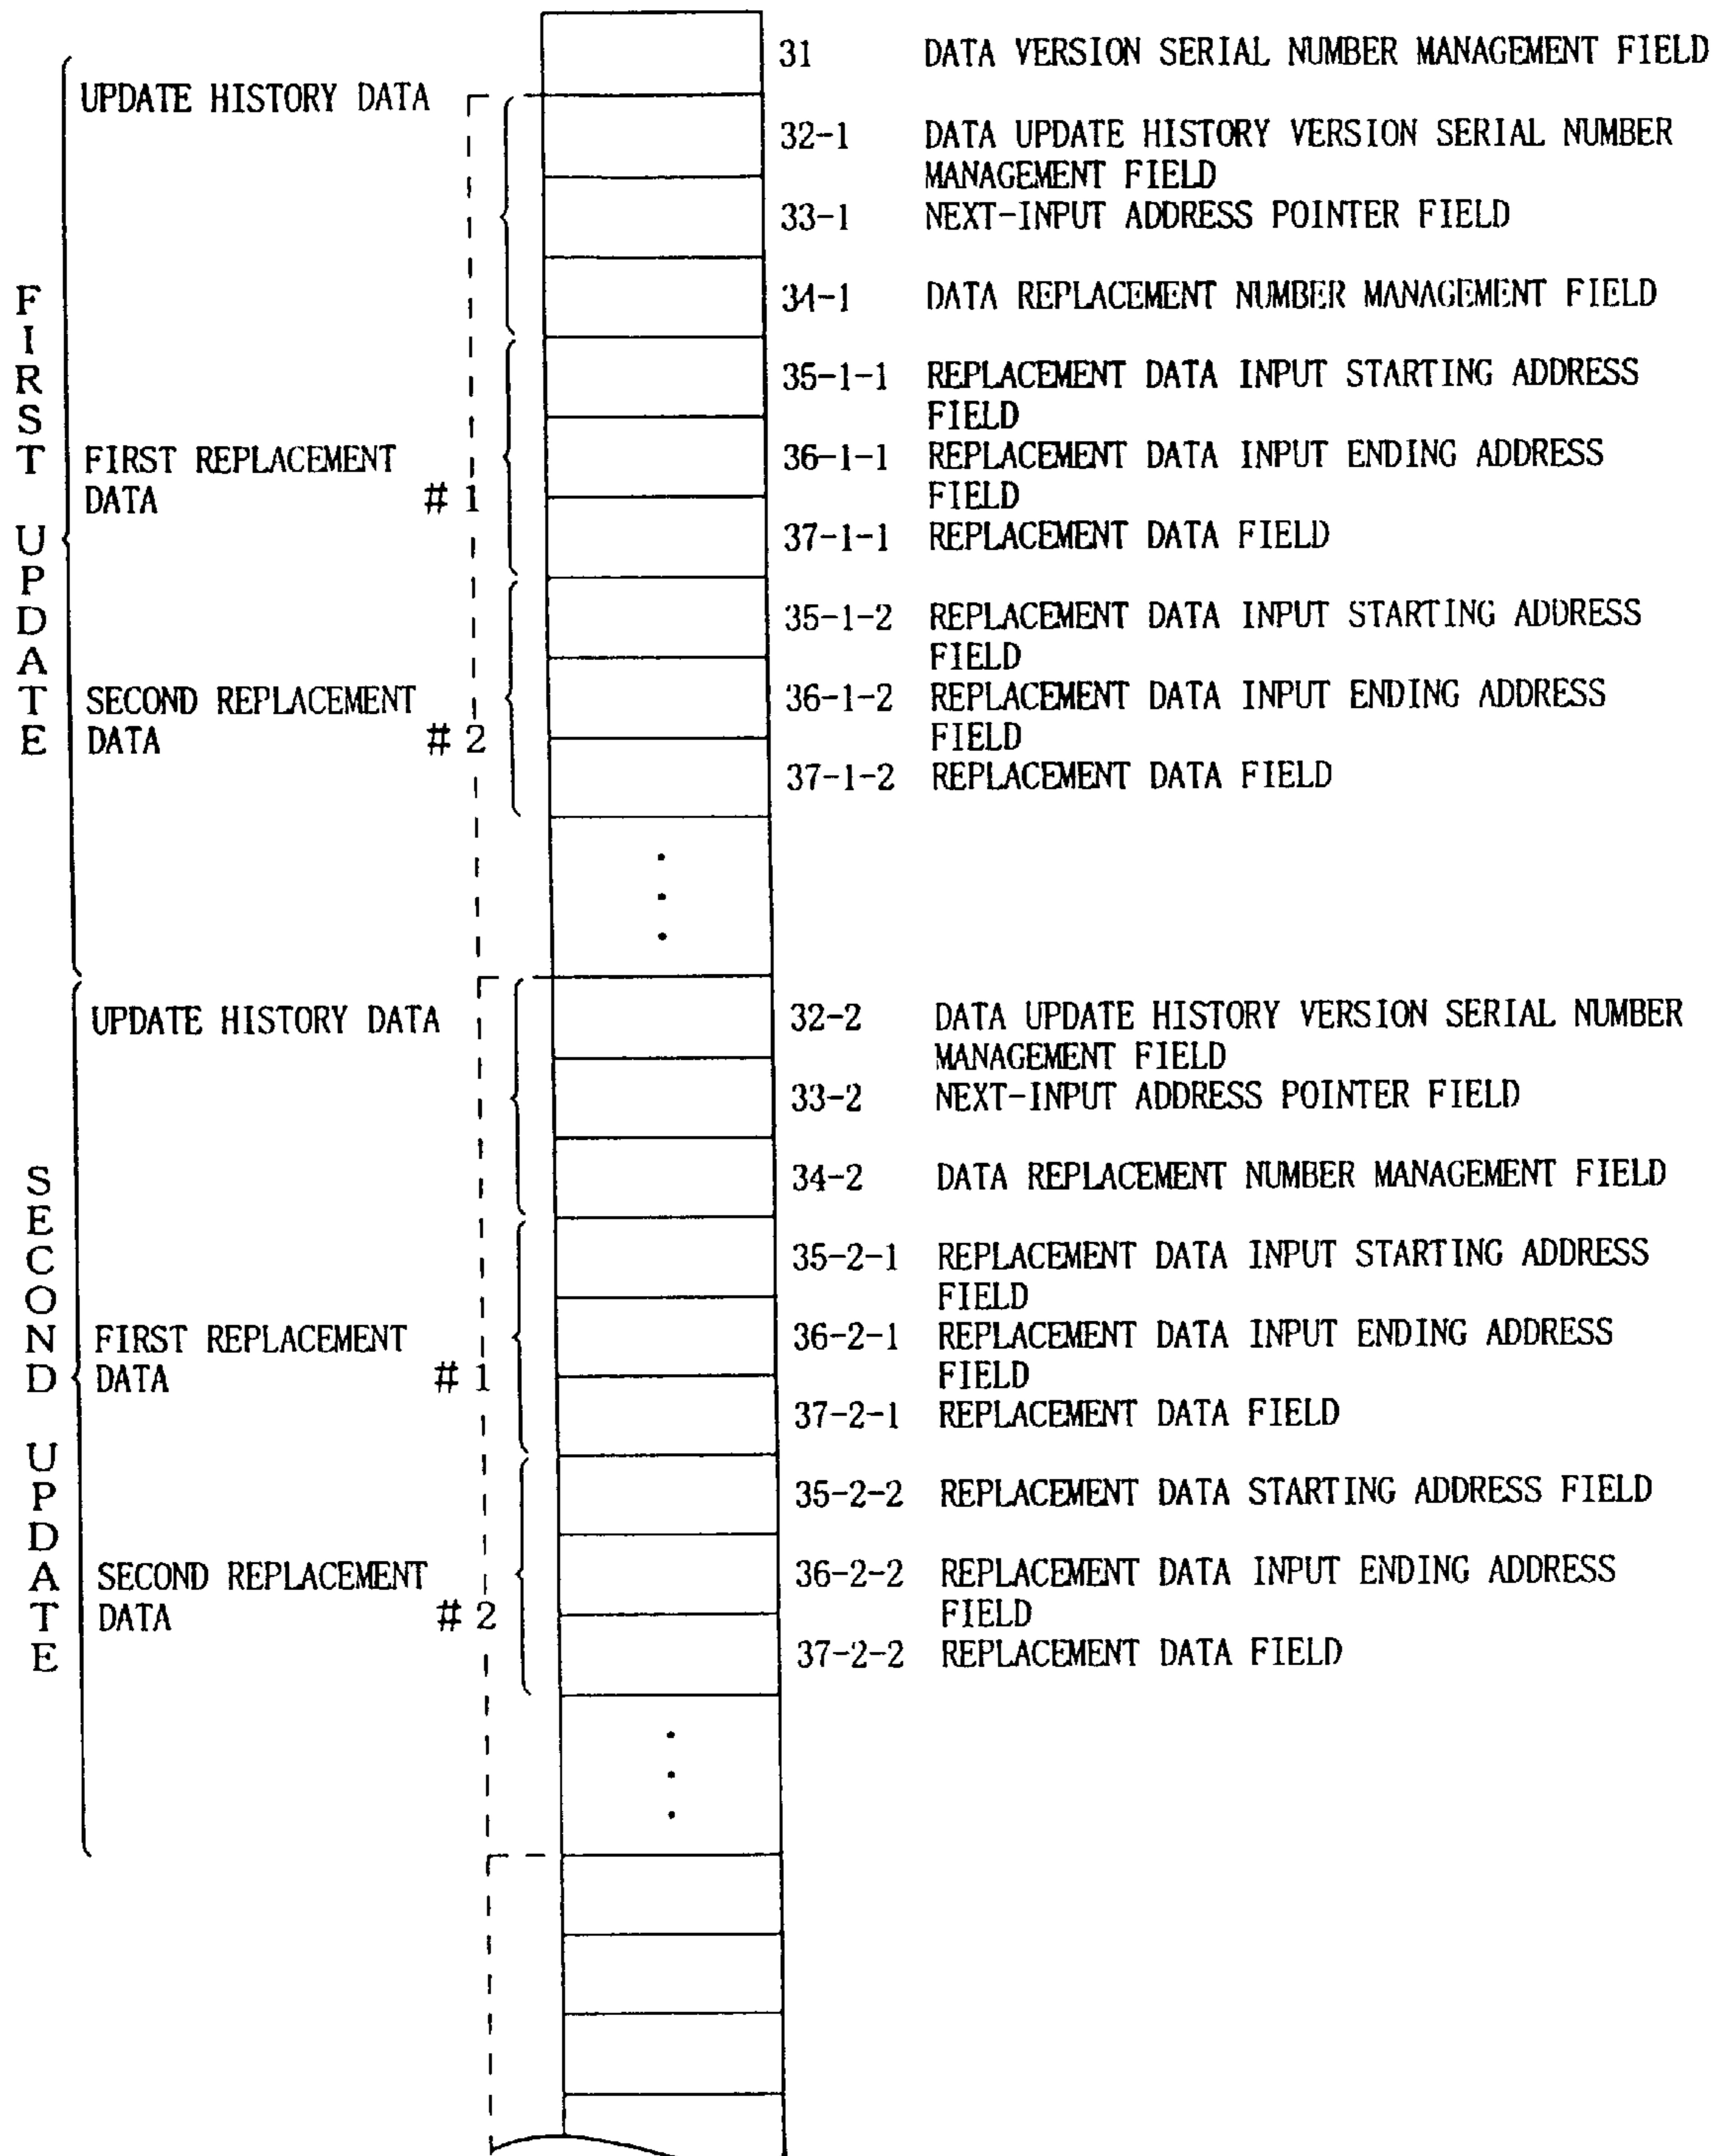 31 DATA VERSION SERIAL NUMBER MANAGEMENT FIELD
FIRST UPDATE
UPDATE HISTORY DATA
32-1 DATA UPDATE HISTORY VERSION SERIAL NUMBER
MANAGEMENT FIELD
33-1 NEXT-INPUT ADDRESS POINTER FIELD
34-1 DATA REPLACEMENT NUMBER MANAGEMENT FIELD
FIRST REPLACEMENT
DATA #1
35-1-1 REPLACEMENT DATA INPUT STARTING ADDRESS
FIELD
36-1-1 REPLACEMENT DATA INPUT ENDING ADDRESS
FIELD
37-1-1 REPLACEMENT DATA FIELD
SECOND REPLACEMENT
DATA #2
35-1-2 REPLACEMENT DATA INPUT STARTING ADDRESS
FIELD
36-1-2 REPLACEMENT DATA INPUT ENDING ADDRESS
FIELD
37-1-2 REPLACEMENT DATA FIELD
SECOND UPDATE
UPDATE HISTORY DATA
32-2 DATA UPDATE HISTORY VERSION SERIAL NUMBER
MANAGEMENT FIELD
33-2 NEXT-INPUT ADDRESS POINTER FIELD
34-2 DATA REPLACEMENT NUMBER MANAGEMENT FIELD
FIRST REPLACEMENT
DATA #1
35-2-1 REPLACEMENT DATA INPUT STARTING ADDRESS
FIELD
36-2-1 REPLACEMENT DATA INPUT ENDING ADDRESS
FIELD
37-2-1 REPLACEMENT DATA FIELD
SECOND REPLACEMENT
DATA #2
35-2-2 REPLACEMENT DATA STARTING ADDRESS FIELD
36-2-2 REPLACEMENT DATA INPUT ENDING ADDRESS
FIELD
37-2-2 REPLACEMENT DATA FIELD